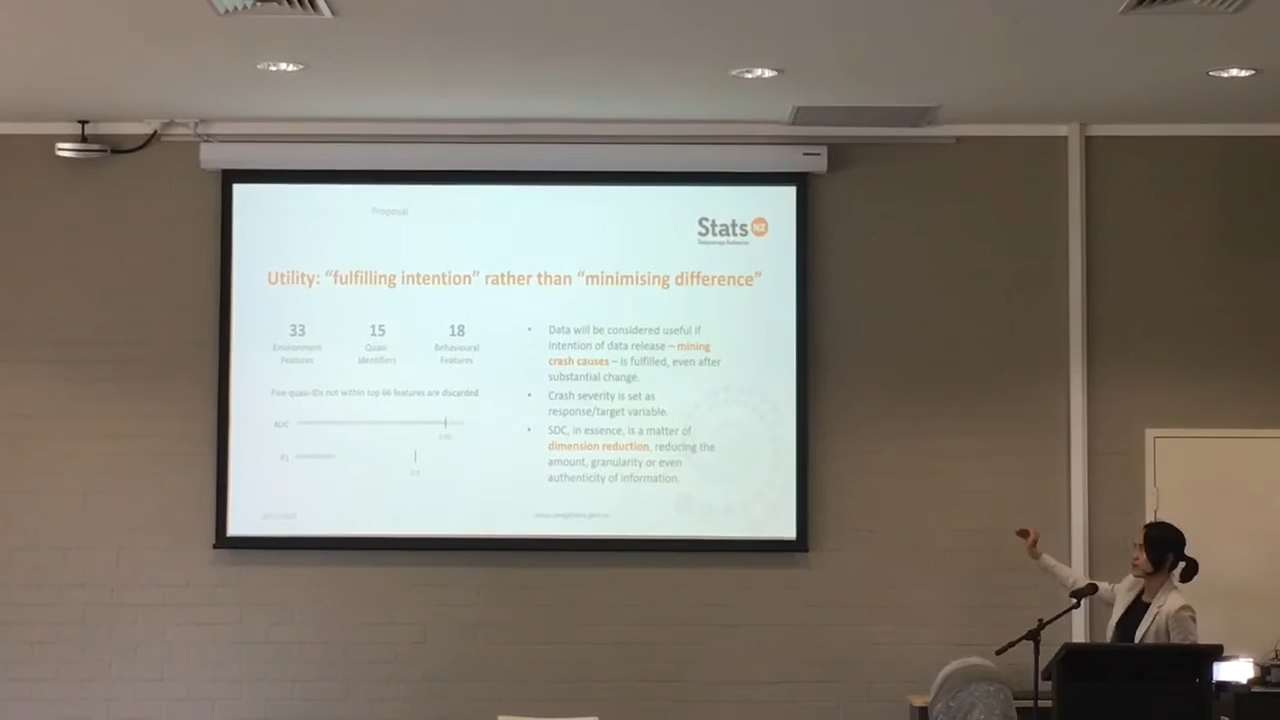 Proposal
Stats NZ
Utility: “fulfilling intention” rather than “minimising difference”
33
Environment
Features
15
Quasi
Identifiers
18
Behavioural
Features
Five quasi-IDs not within top 66 features are discarded
AUC
F1
• Data will be considered useful if
intention of data release – mining
crash causes – is fulfilled, even after
substantial change.
• Crash severity is set as
response/target variable.
• SDC, in essence, is a matter of
dimension reduction, reducing the
amount, granularity or even
authenticity of information.